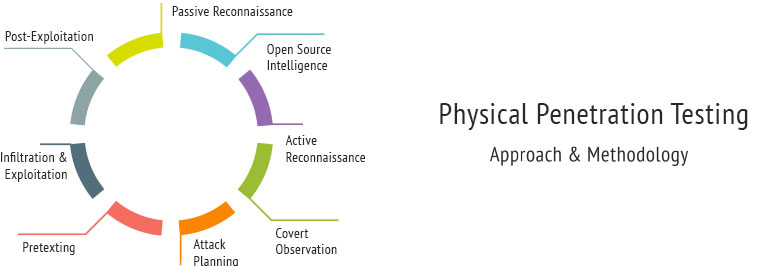 Passive Reconnaissance
Open Source
Intelligence
Active
Reconnaissance
Covert
Observation
Attack
Planning
Pretexting
Infiltration &
Exploitation
Post-Exploitation
Physical Penetration Testing
Approach & Methodology